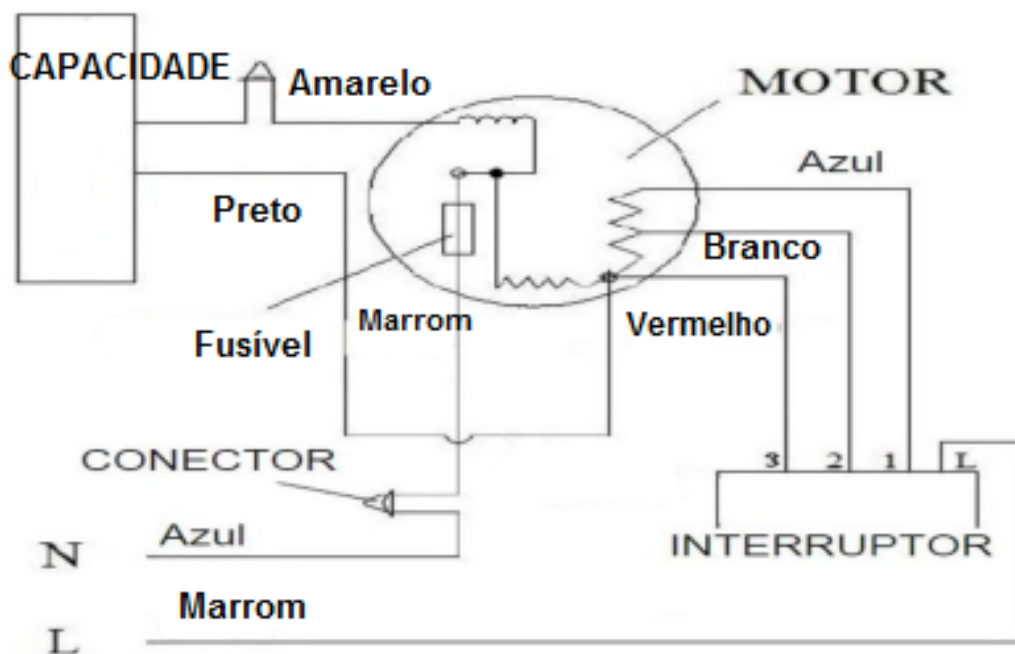 CAPACIDADE
Amarelo
MOTOR
Azul
Preto
Branco
Marrom
Vermelho
Fusível
CONECTOR
3 2 1 L
INTERRUPTOR
N Azul
Marrom
L